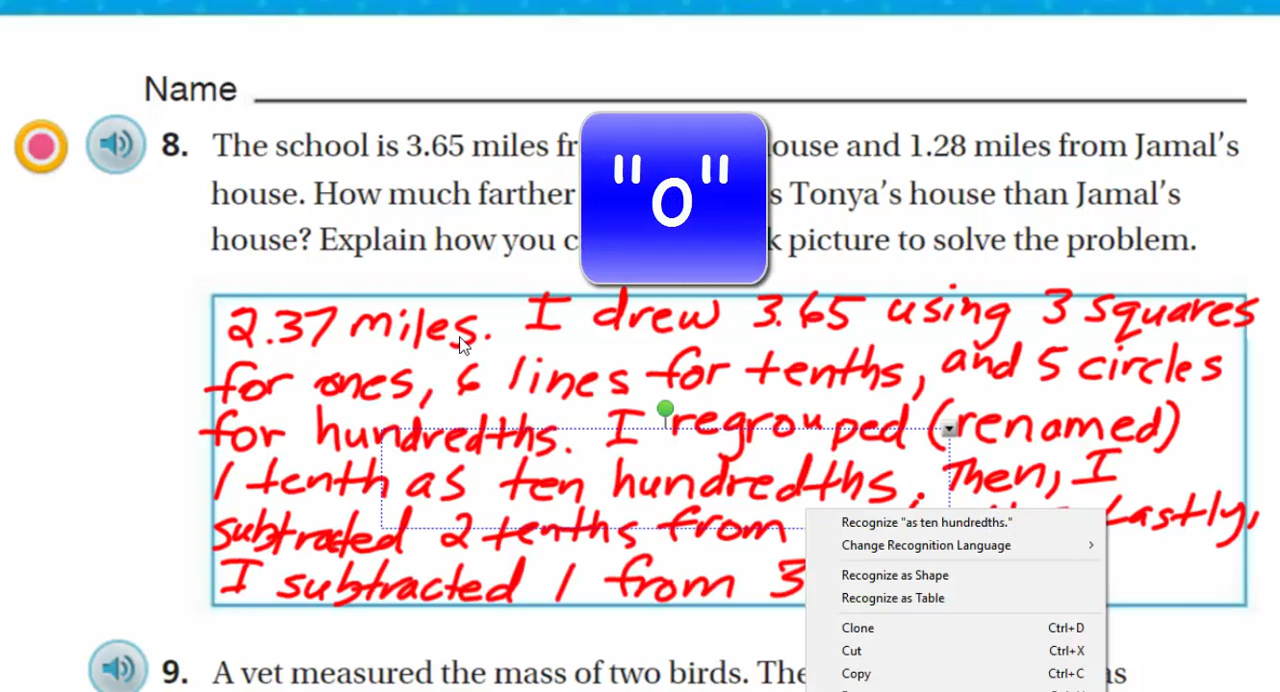 Name
8. The school is 3.65 miles ouse and 1.28 miles from Jamal's
house. How much farther Tonya's house than Jamal's
house? Explain how you picture to solve the problem.
"o"
2.37 miles. I drew 3.65 using 3 squares
for ones, 6 lines for tenths, and 5 circles
for hundredths. I regrouped (renamed)
1 tenth as ten hundredths. Then, I
subtracted 2 tenths from Lastly,
I subtracted 1 from 3
Recognize "as ten hundredths."
Change Recognition Language >
Recognize as Shape
Recognize as Table
Clone Ctrl+D
Cut Ctrl+X
Copy Ctrl+C
9. A vet measured the mass of two birds. The